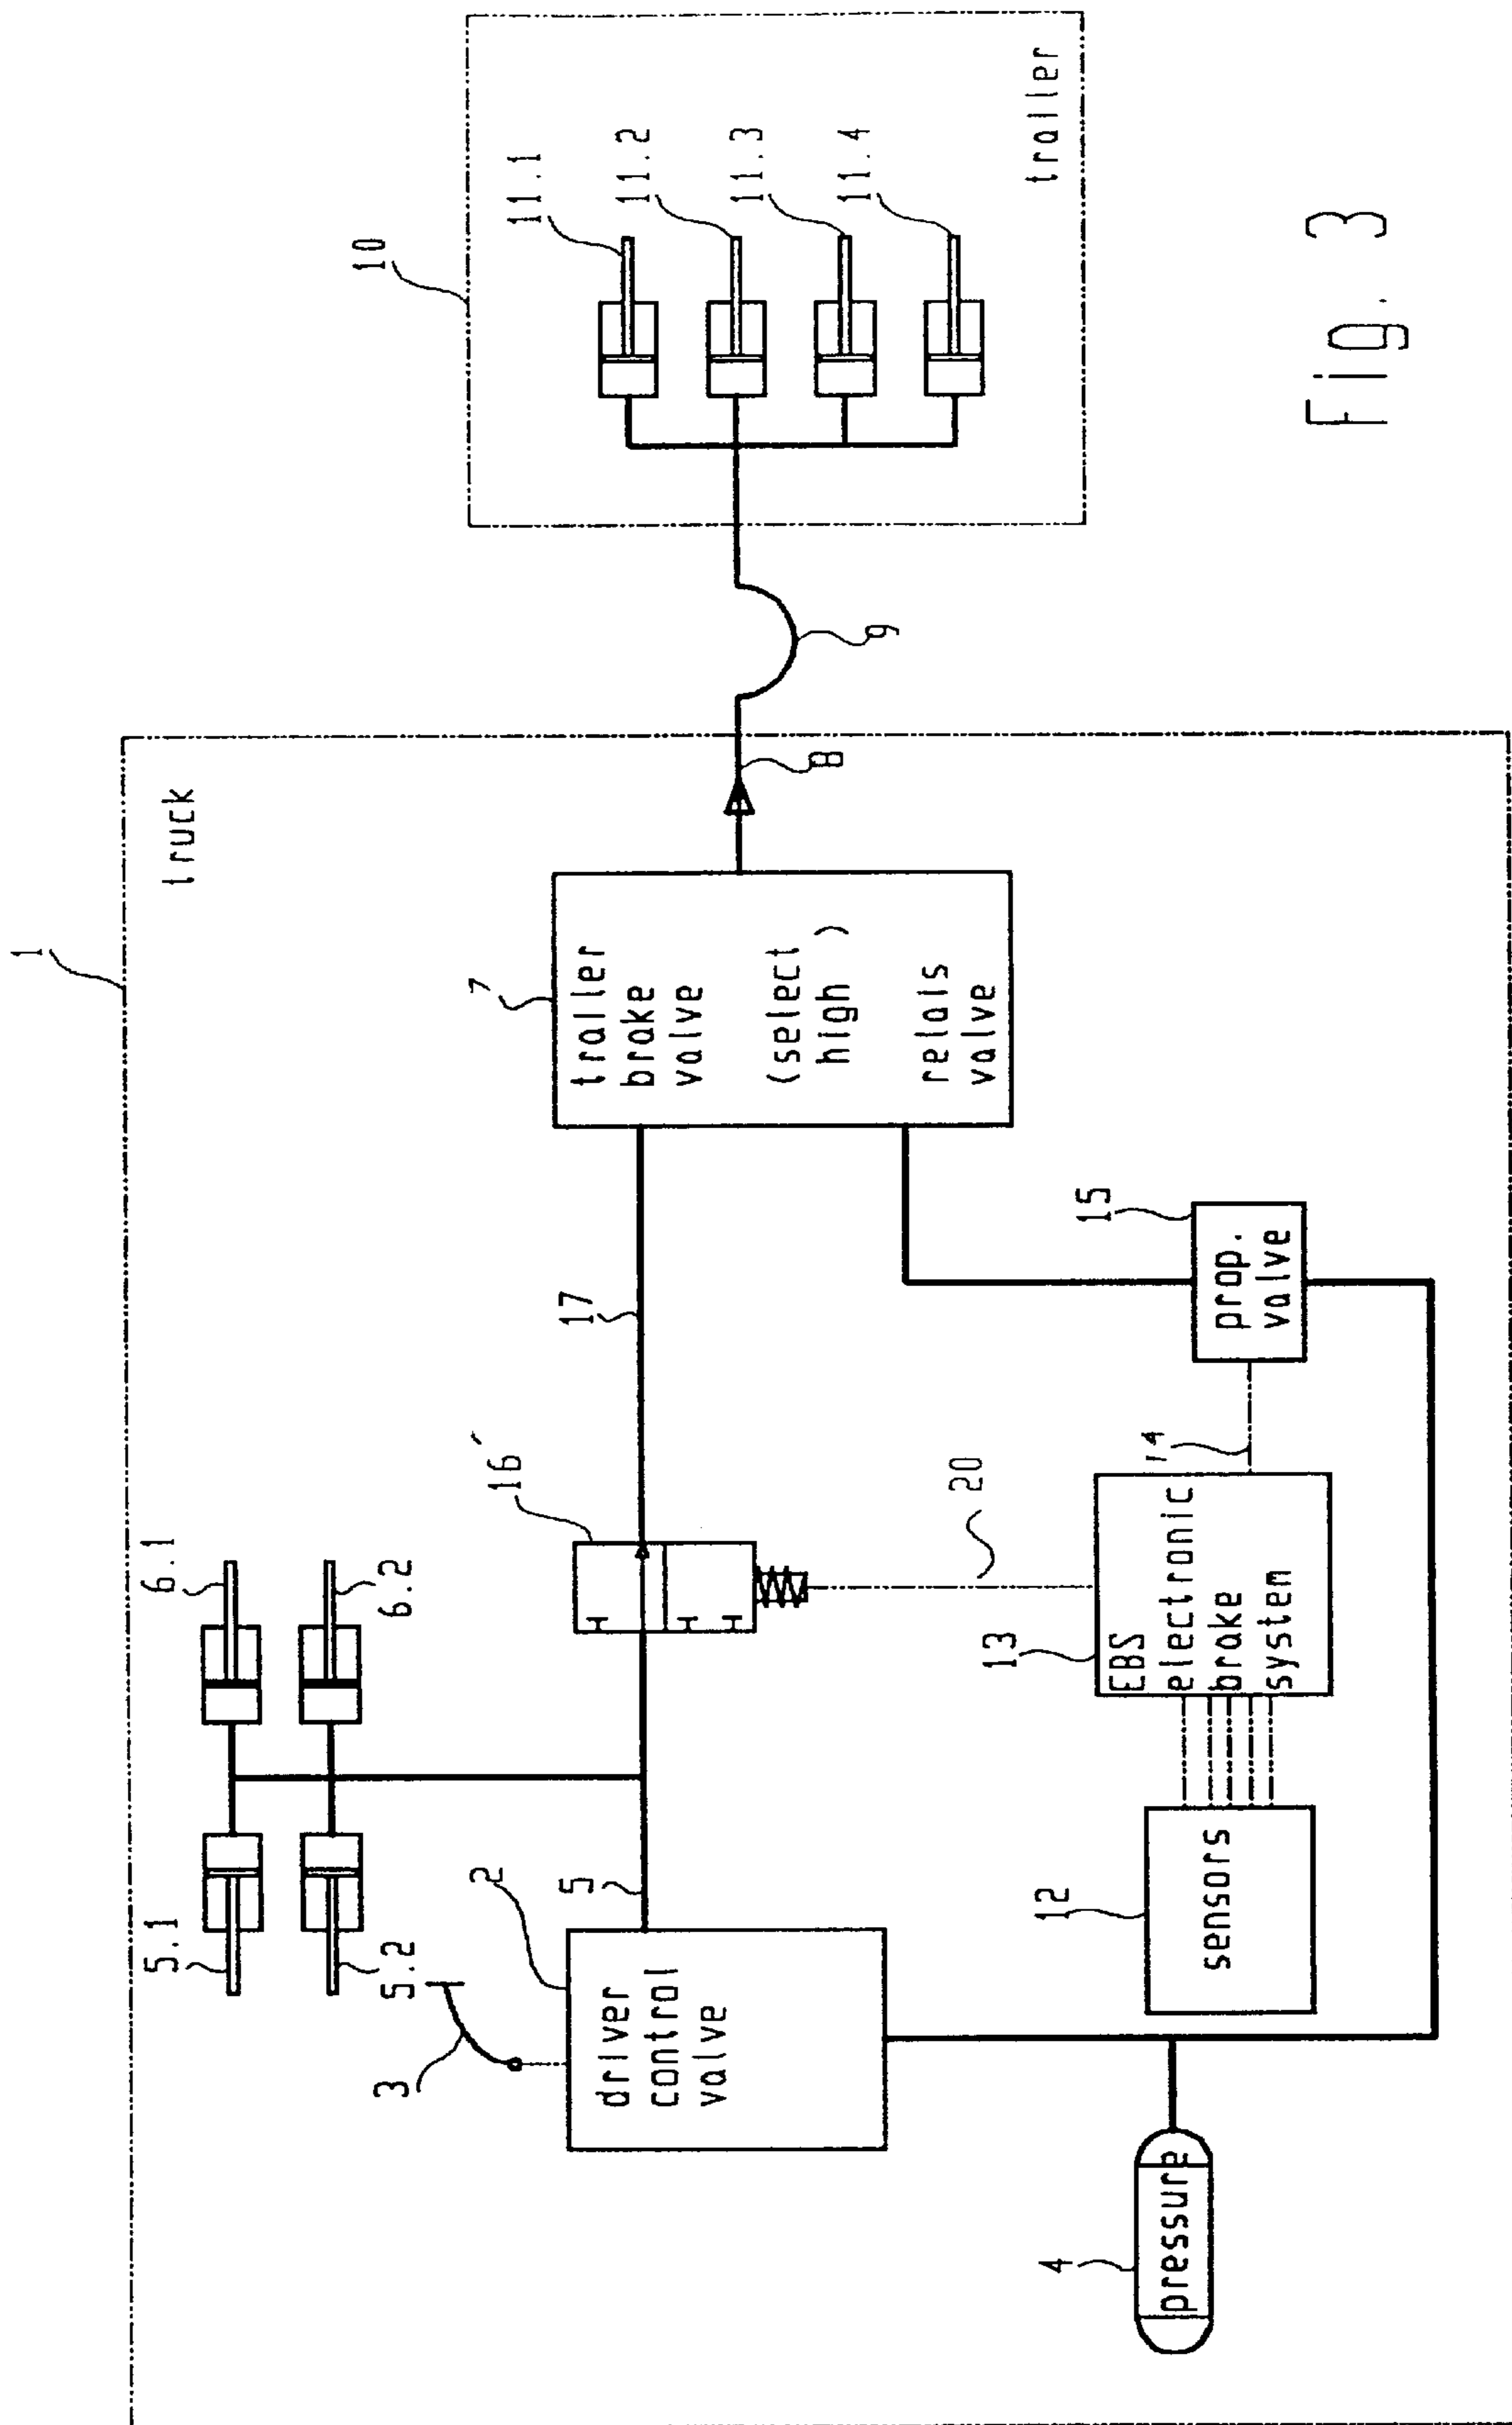 1
truck
5.1
6.1
5.2
6.2
3
2
driver
control
valve
5
16´
17
7
trailer
brake
valve
(select
high )
relais
valve
8
9
10
11.1
11.2
11.3
11.4
trailer
4
pressure
12
sensors
13
EBS
electronic
brake
system
20
14
15
prop.
valve
Fig. 3